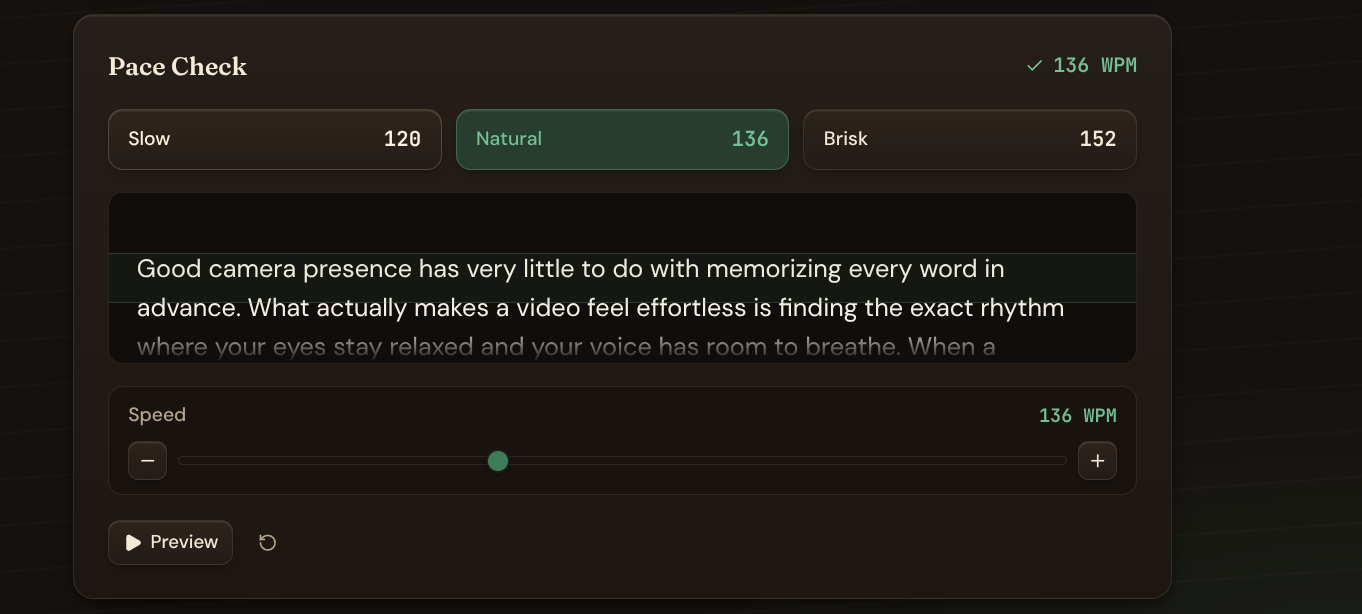 Pace Check
✓ 136 WPM
Slow 120
Natural 136
Brisk 152
Good camera presence has very little to do with memorizing every word in
advance. What actually makes a video feel effortless is finding the exact rhythm
where your eyes stay relaxed and your voice has room to breathe. When a
Speed
136 WPM
− +
Preview